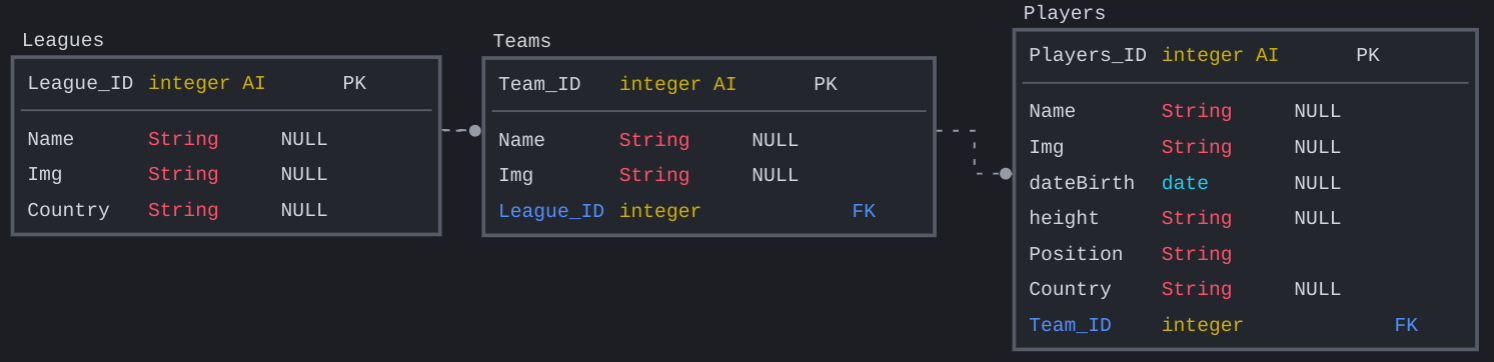 Leagues
League_ID integer AI PK
Name String NULL
Img String NULL
Country String NULL
Teams
Team_ID integer AI PK
Name String NULL
Img String NULL
League_ID integer FK
Players
Players_ID integer AI PK
Name String NULL
Img String NULL
dateBirth date NULL
height String NULL
Position String
Country String NULL
Team_ID integer FK